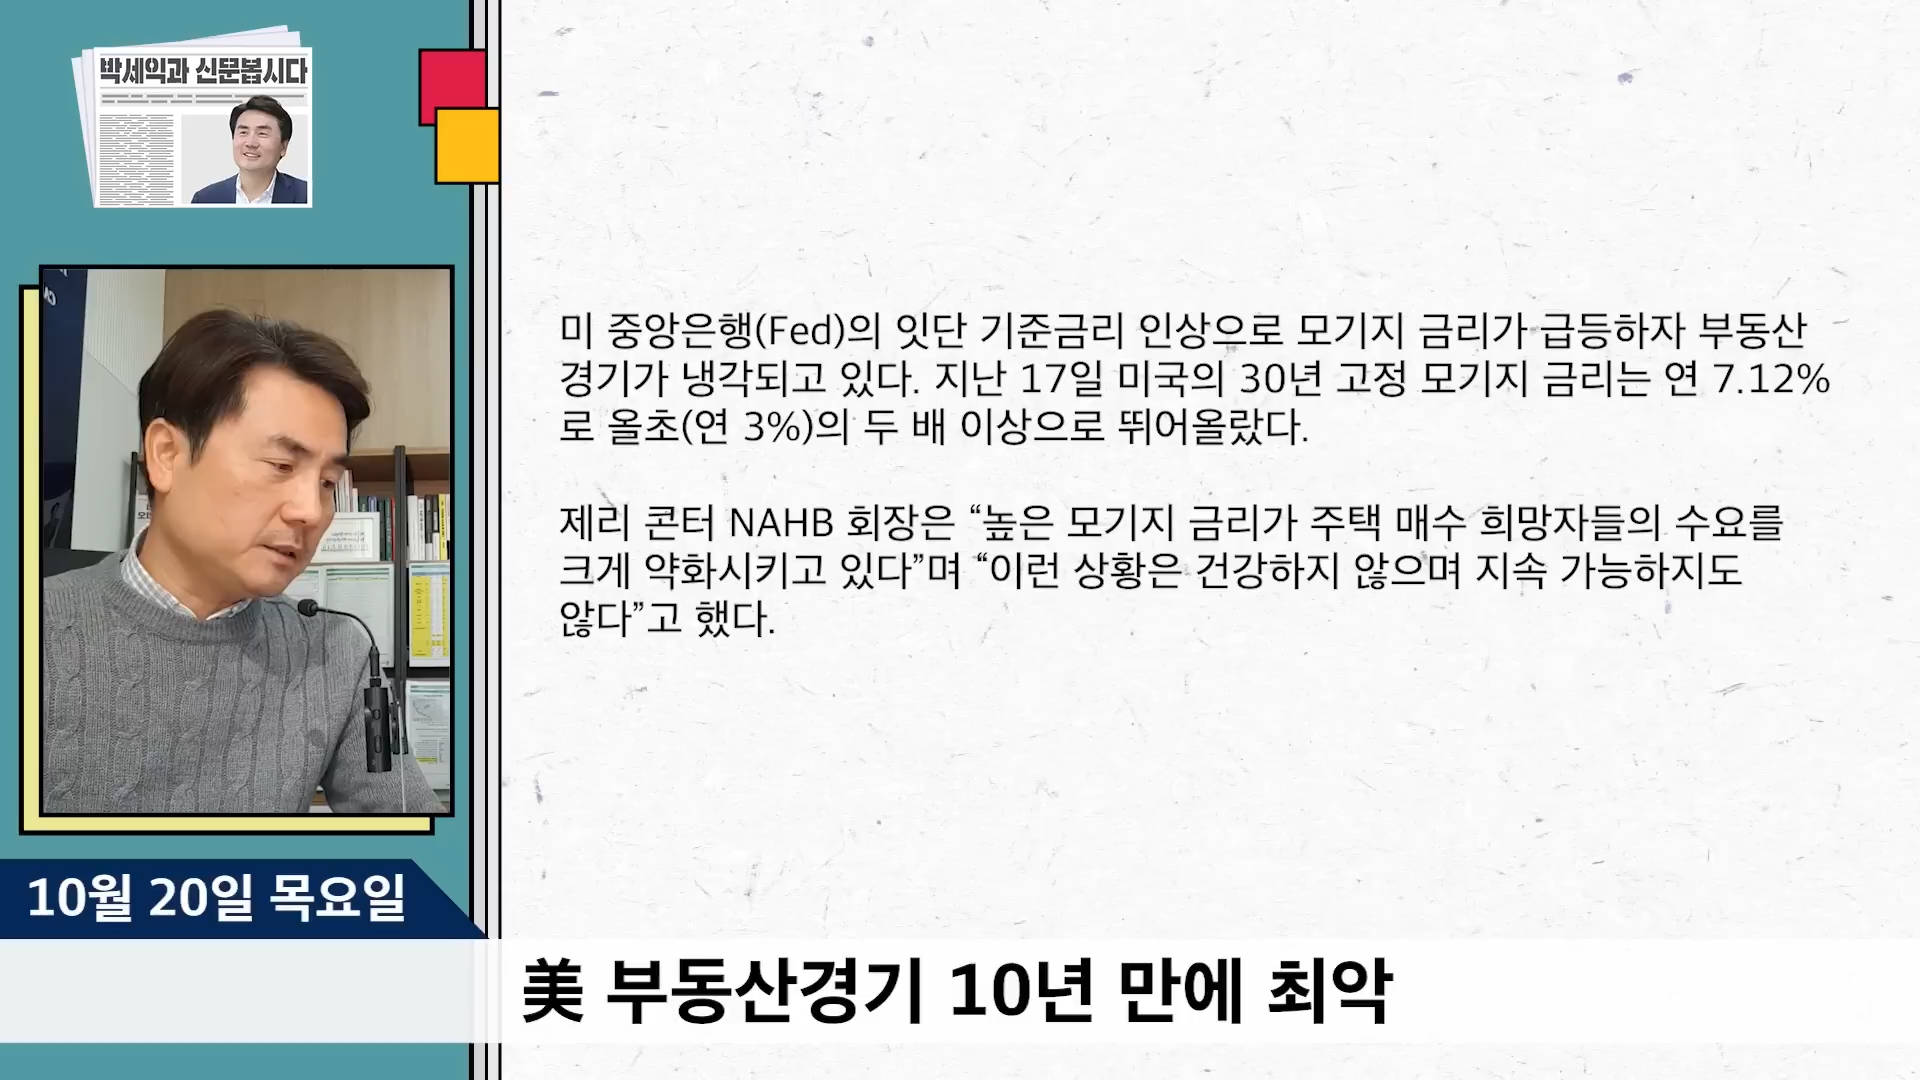 박세익과 신문봅시다
미 중앙은행(Fed)의 잇단 기준금리 인상으로 모기지 금리가 급등하자 부동산
경기가 냉각되고 있다. 지난 17일 미국의 30년 고정 모기지 금리는 연 7.12%
로 올초(연 3%)의 두 배 이상으로 뛰어올랐다.
제리 콘터 NAHB 회장은 “높은 모기지 금리가 주택 매수 희망자들의 수요를
크게 약화시키고 있다”며 “이런 상황은 건강하지 않으며 지속 가능하지도
않다”고 했다.
10월 20일 목요일
美 부동산경기 10년 만에 최악